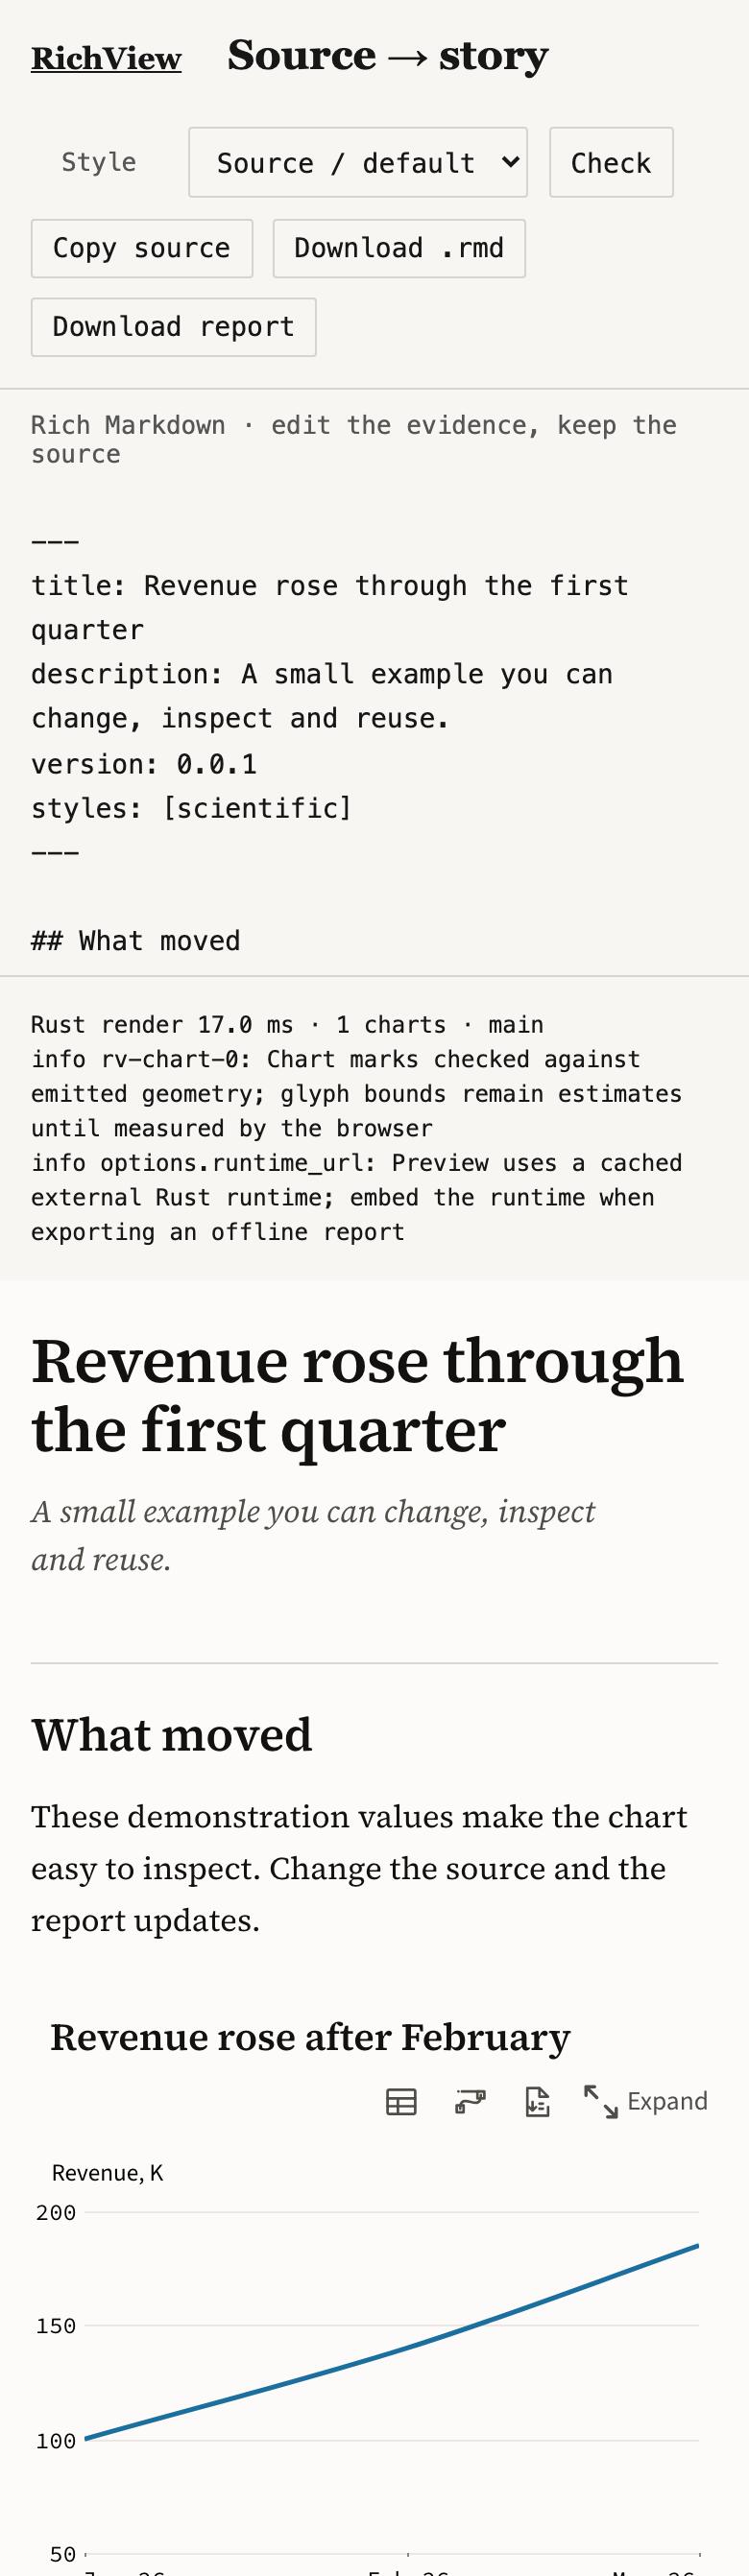 RichView Source → story
Style Source / default Check
Copy source Download .rmd
Download report
Rich Markdown · edit the evidence, keep the
source
---
title: Revenue rose through the first
quarter
description: A small example you can
change, inspect and reuse.
version: 0.0.1
styles: [scientific]
---
## What moved
Rust render 17.0 ms · 1 charts · main
info rv-chart-0: Chart marks checked against
emitted geometry; glyph bounds remain estimates
until measured by the browser
info options.runtime_url: Preview uses a cached
external Rust runtime; embed the runtime when
exporting an offline report
Revenue rose through
the first quarter
A small example you can change, inspect
and reuse.
What moved
These demonstration values make the chart
easy to inspect. Change the source and the
report updates.
Revenue rose after February
Expand
Revenue, K
200
150
100
50